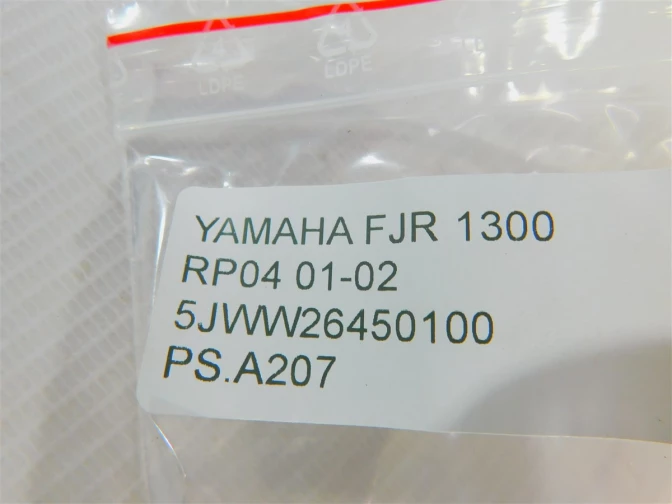 LDPE
LDPE
YAMAHA FJR 1300
RP04 01-02
5JWW26450100
PS.A207